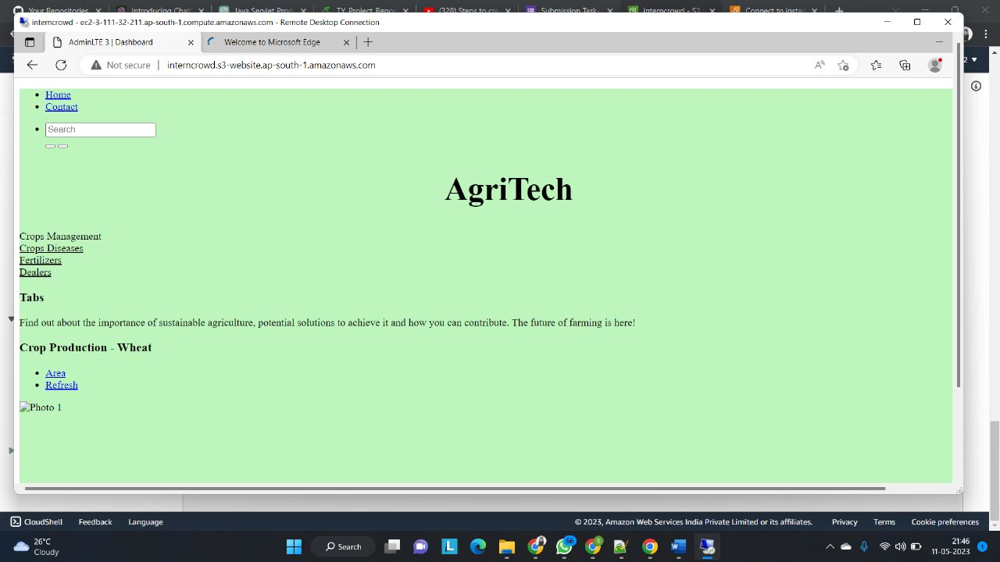 Your Repositories
Introducing Chat
Java Servlet Pro
TY_Project_Repor
(328) Steps to cre
Submission Task
interncrowd - S3
Connect to instan
interncrowd - ec2-3-111-32-211.ap-south-1.compute.amazonaws.com - Remote Desktop Connection
AdminLTE 3 | Dashboard
Welcome to Microsoft Edge
Not secure | interncrowd.s3-website.ap-south-1.amazonaws.com
Home
Contact
Search
AgriTech
Crops Management
Crops Diseases
Fertilizers
Dealers
Tabs
Find out about the importance of sustainable agriculture, potential solutions to achieve it and how you can contribute. The future of farming is here!
Crop Production - Wheat
Area
Refresh
Photo 1
CloudShell Feedback Language © 2023, Amazon Web Services India Private Limited or its affiliates. Privacy Terms Cookie preferences
26°C
Cloudy
Search
66
21:46
11-05-2023
1